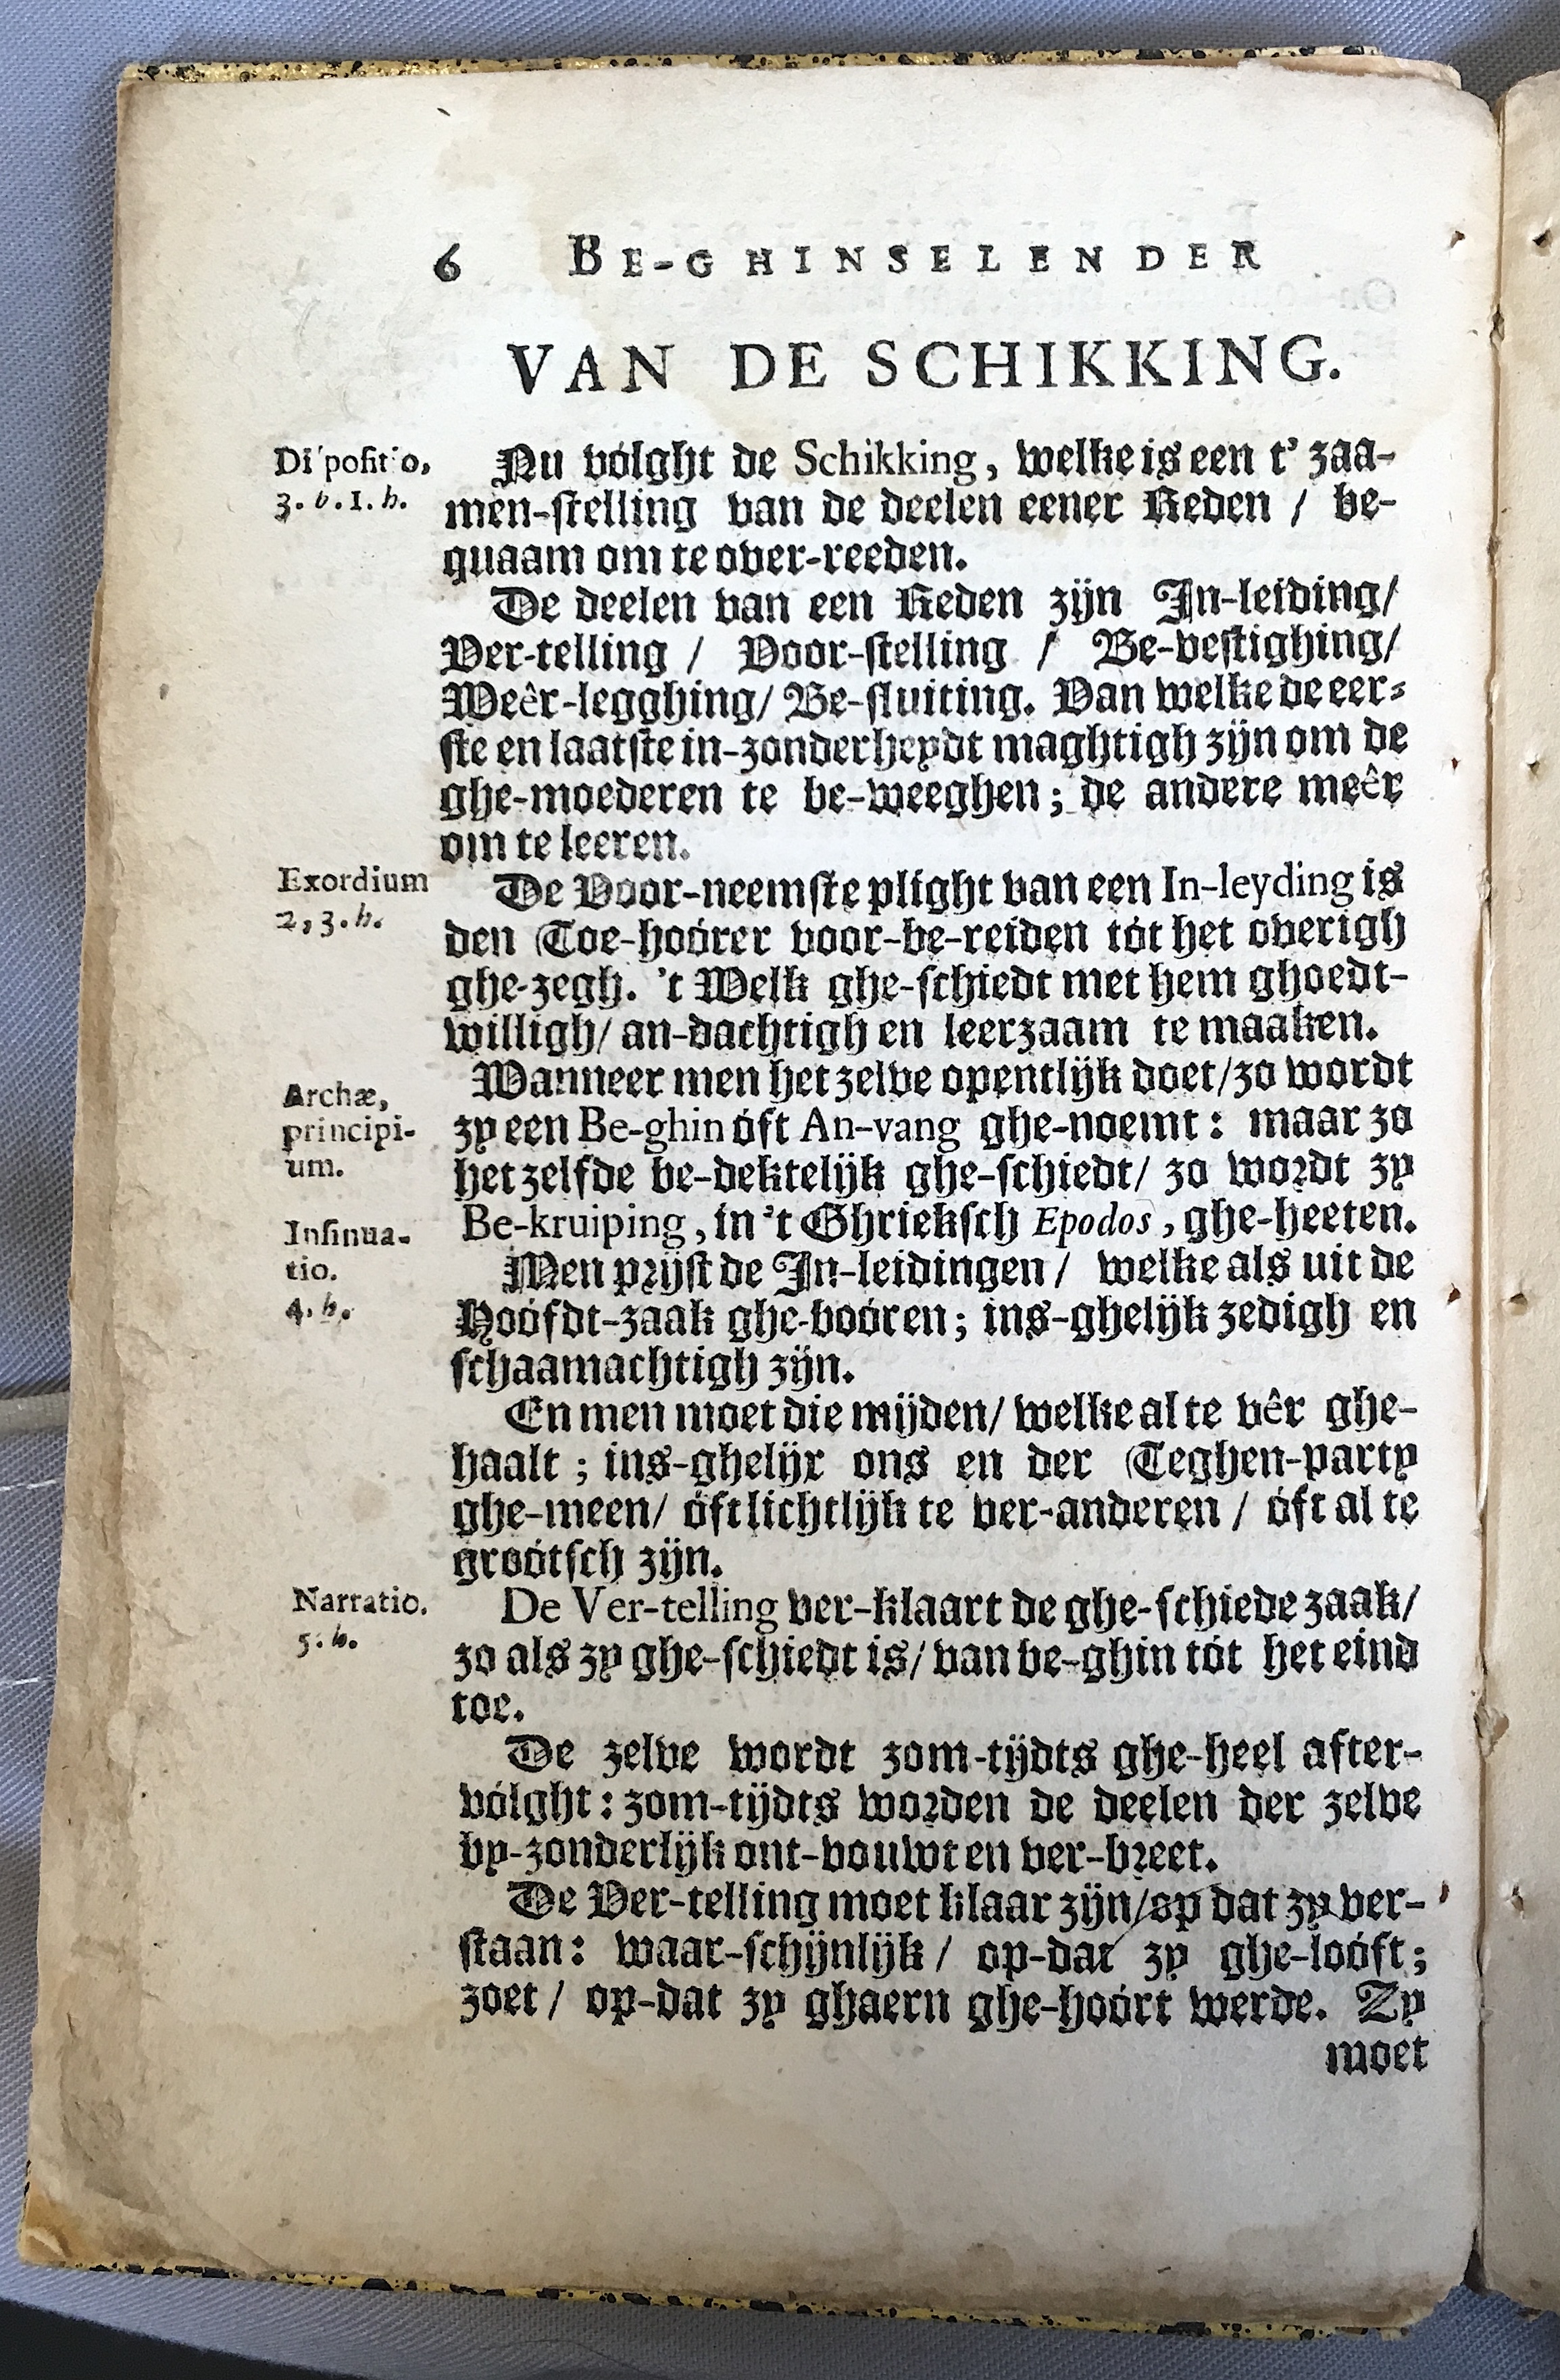 6 BE-GHINSELEN DER
VAN DE SCHIKKING.
Di'positio,
3. b. 1. h.
Nu vólght de Schikking, welke is een t' zaa-
men-stelling van de deelen eener Reden / be-
quaam om te over-reeden.
De deelen van een Reden zijn In-leiding/
Ver-telling / Voor-stelling / Be-vestighing/
Weêr-legghing/ Be-sluiting. Van welke de eer-
ste en laatste in-zonderheydt maghtigh zijn om de
ghe-moederen te be-weeghen; de andere meêr
om te leeren.
Exordium
2, 3. h.
De Voor-neemste plight van een In-leyding is
den Toe-hoórer voor-be-reiden tót het overigh
ghe-zegh. 't Welk ghe-schiedt met hem ghoedt-
willigh/ an-dachtigh en leerzaam te maaken.
Archæ,
principi-
um.
Wanneer men het zelve opentlijk doet/ zo wordt
zy een Be-ghin óft An-vang ghe-noemt: maar zo
het zelfde be-dektelijk ghe-schiedt/ zo wordt zy
Insinua-
tio.
4. h.
Be-kruiping, in 't Ghrieksch Epodos, ghe-heeten.
Men prijst de In-leidingen / welke als uit de
Hoófdt-zaak ghe-boóren; ins-ghelijk zedigh en
schaamachtigh zijn.
En men moet die mijden/ welke al te vêr ghe-
haalt; ins-ghelijx ons en der Teghen-party
ghe-meen/ óft lichtlijk te ver-anderen / óft al te
groótsch zijn.
Narratio.
5. h.
De Ver-telling ver-klaart de ghe-schiede zaak/
zo als zy ghe-schiedt is/ van be-ghin tót het eind
toe.
De zelve wordt zom-tijdts ghe-heel after-
vólght: zom-tijdts worden de deelen der zelve
by-zonderlijk ont-vouwt en ver-breet.
De Ver-telling moet klaar zijn/ op dat zy ver-
staan: waar-schijnlijk / op-dat zy ghe-loóft;
zoet / op-dat zy ghaern ghe-hoórt werde. Zy
moet